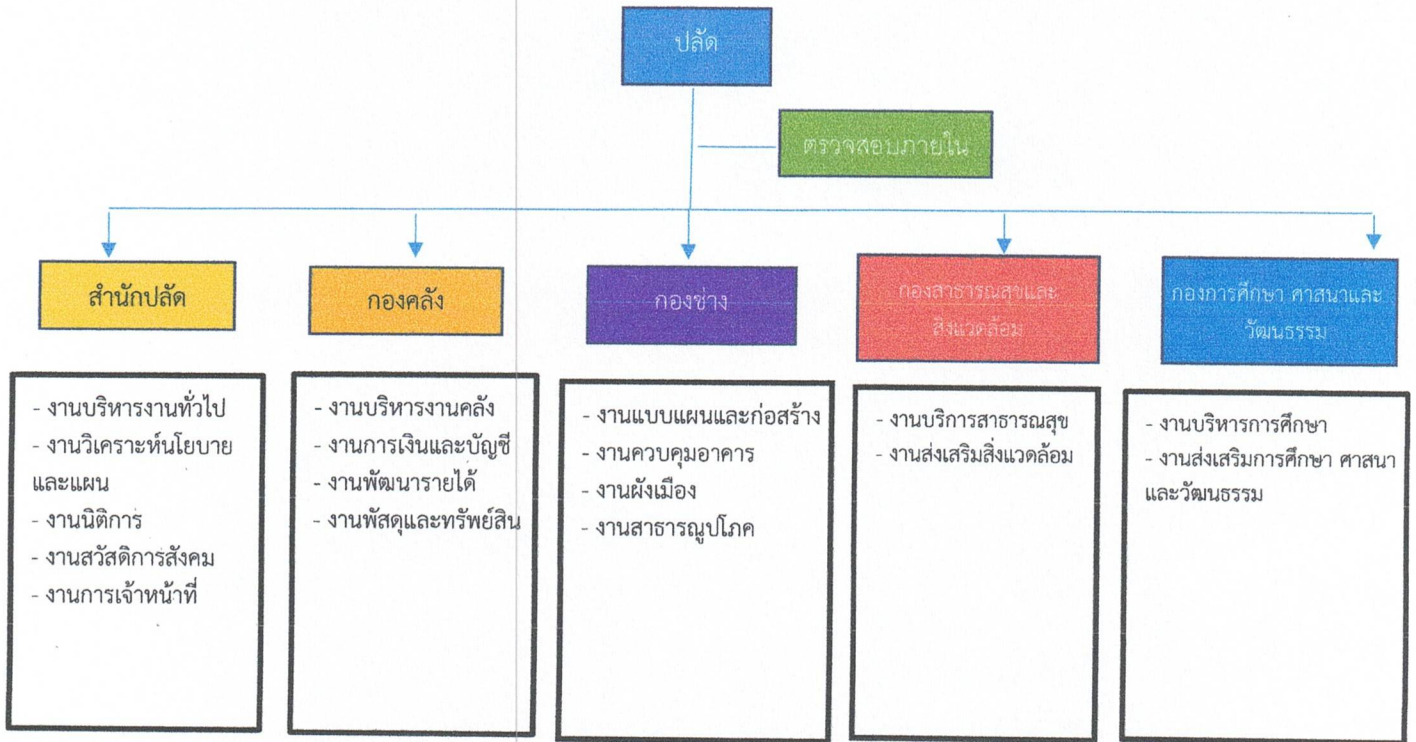 ปลัด
ตรวจสอบภายใน
สำนักปลัด
กองคลัง
กองช่าง
กองสาธารณสุขและ
สิ่งแวดล้อม
กองการศึกษา ศาสนาและ
วัฒนธรรม
- งานบริหารงานทั่วไป
- งานวิเคราะห์นโยบาย
และแผน
- งานนิติการ
- งานสวัสดิการสังคม
- งานการเจ้าหน้าที่
- งานบริหารงานคลัง
- งานการเงินและบัญชี
- งานพัฒนารายได้
- งานพัสดุและทรัพย์สิน
- งานแบบแผนและก่อสร้าง
- งานควบคุมอาคาร
- งานผังเมือง
- งานสาธารณูปโภค
- งานบริการสาธารณสุข
- งานส่งเสริมสิ่งแวดล้อม
- งานบริหารการศึกษา
- งานส่งเสริมการศึกษา ศาสนา
และวัฒนธรรม